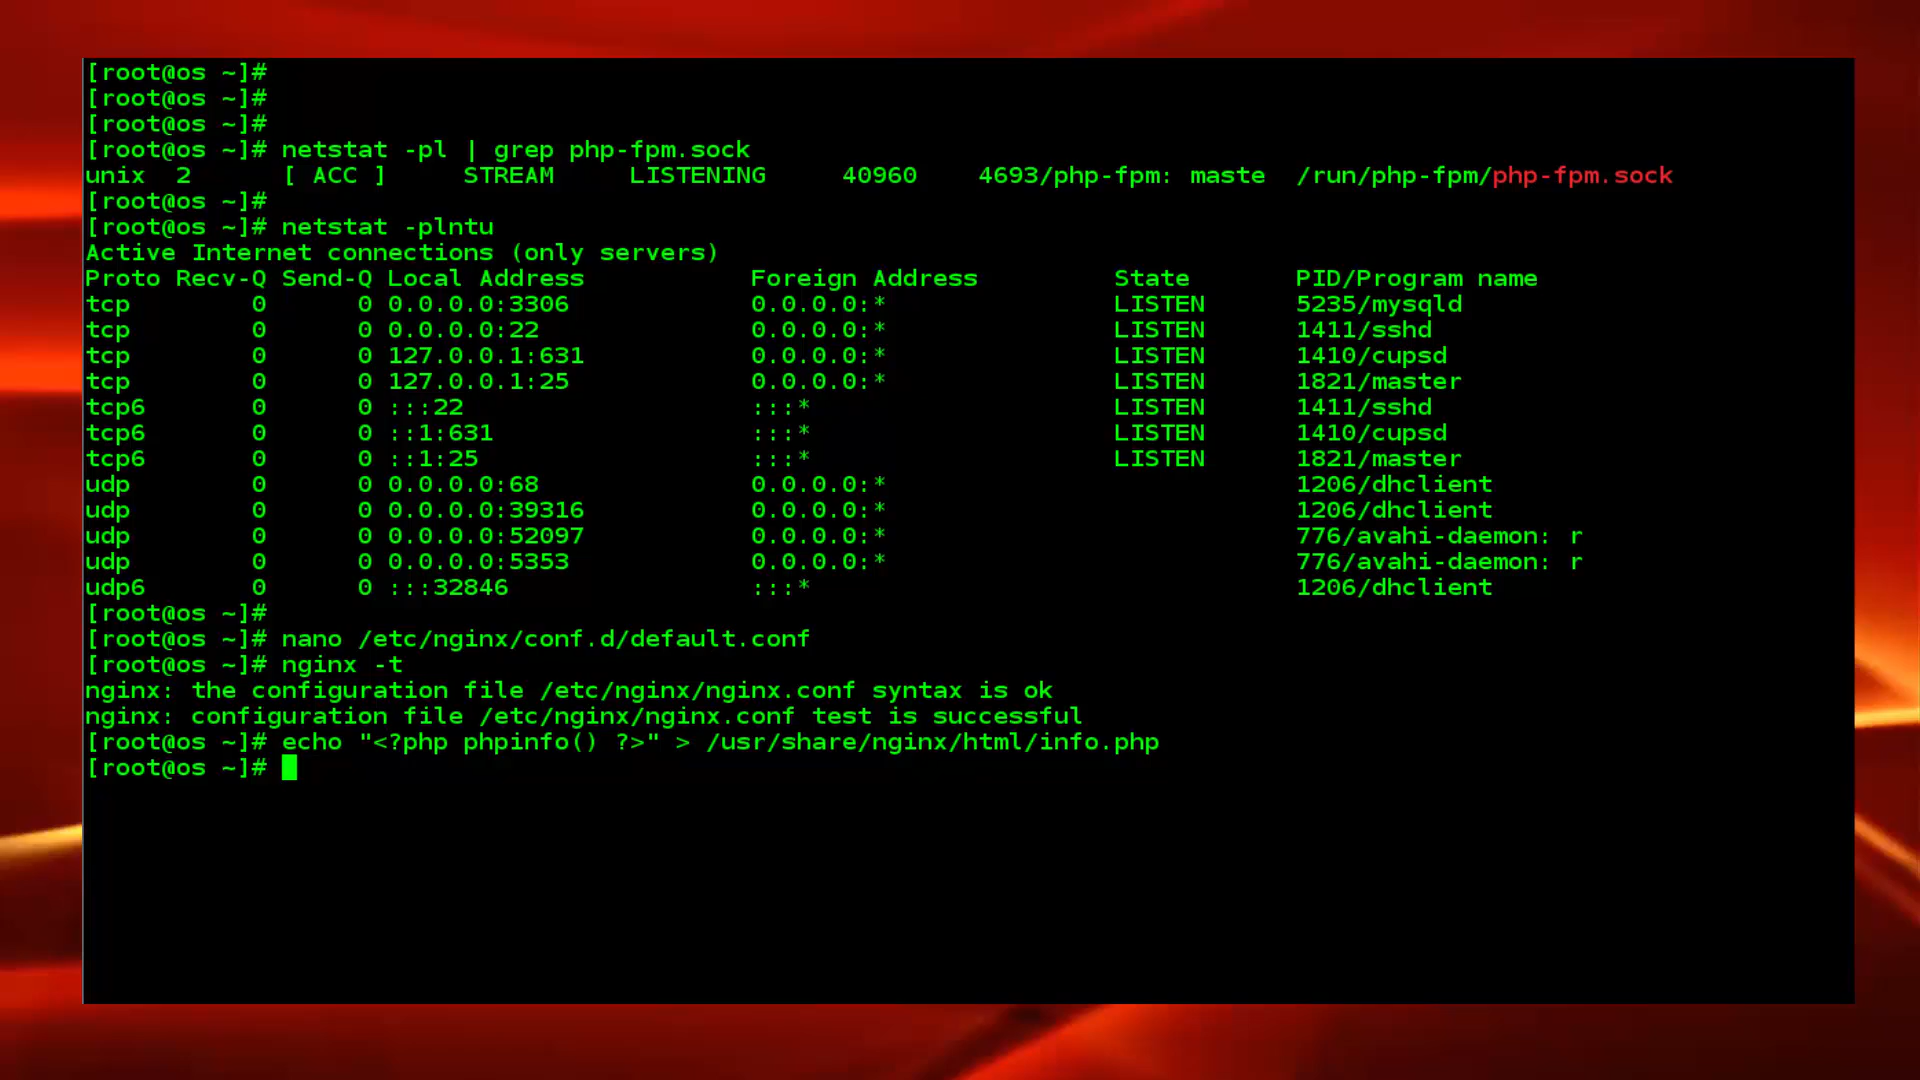 [root@os ~]#
[root@os ~]#
[root@os ~]#
[root@os ~]# netstat -pl | grep php-fpm.sock
unix  2      [ ACC ]     STREAM     LISTENING     40960    4693/php-fpm: maste  /run/php-fpm/php-fpm.sock
[root@os ~]#
[root@os ~]# netstat -plntu
Active Internet connections (only servers)
Proto Recv-Q Send-Q Local Address           Foreign Address         State       PID/Program name
tcp        0      0 0.0.0.0:3306            0.0.0.0:*               LISTEN      5235/mysqld
tcp        0      0 0.0.0.0:22              0.0.0.0:*               LISTEN      1411/sshd
tcp        0      0 127.0.0.1:631           0.0.0.0:*               LISTEN      1410/cupsd
tcp        0      0 127.0.0.1:25            0.0.0.0:*               LISTEN      1821/master
tcp6       0      0 :::22                   :::*                    LISTEN      1411/sshd
tcp6       0      0 ::1:631                 :::*                    LISTEN      1410/cupsd
tcp6       0      0 ::1:25                  :::*                    LISTEN      1821/master
udp        0      0 0.0.0.0:68              0.0.0.0:*                           1206/dhclient
udp        0      0 0.0.0.0:39316           0.0.0.0:*                           1206/dhclient
udp        0      0 0.0.0.0:52097           0.0.0.0:*                           776/avahi-daemon: r
udp        0      0 0.0.0.0:5353            0.0.0.0:*                           776/avahi-daemon: r
udp6       0      0 :::32846                :::*                                1206/dhclient
[root@os ~]#
[root@os ~]# nano /etc/nginx/conf.d/default.conf
[root@os ~]# nginx -t
nginx: the configuration file /etc/nginx/nginx.conf syntax is ok
nginx: configuration file /etc/nginx/nginx.conf test is successful
[root@os ~]# echo "<?php phpinfo() ?>" > /usr/share/nginx/html/info.php
[root@os ~]#